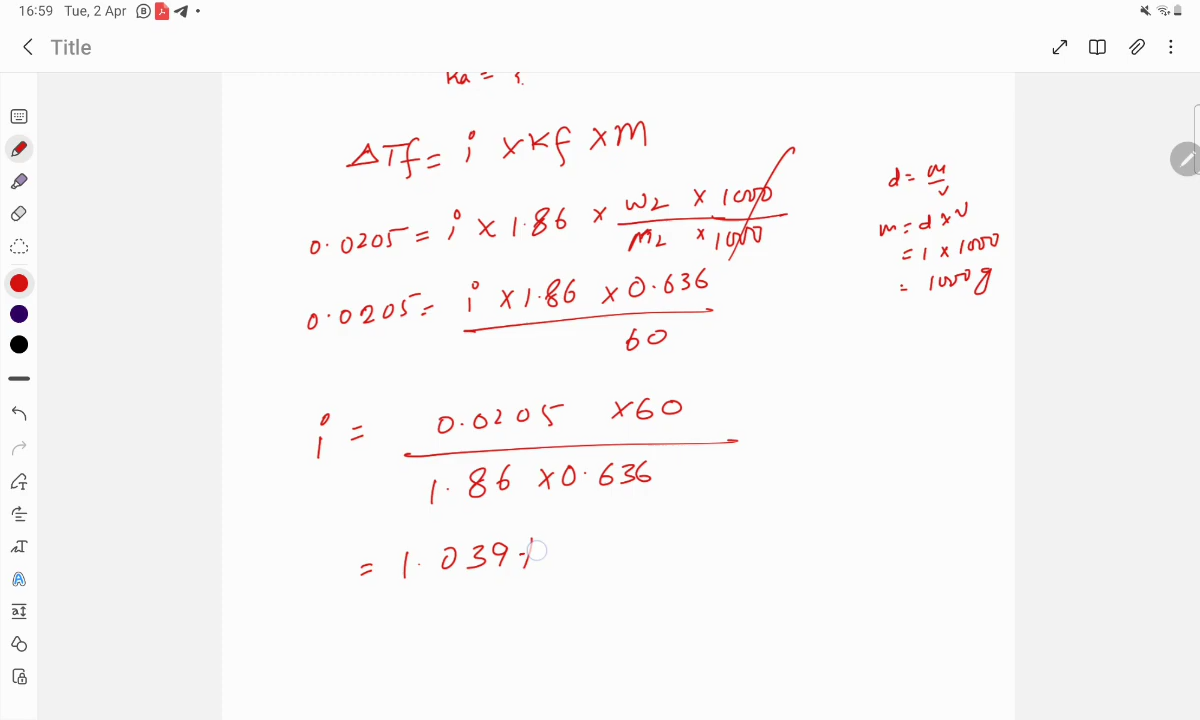 16:59 Tue, 2 Apr
Title
Ka = ?
ΔTf = i × Kf × m
0.0205 = i × 1.86 × W2 × 1000 / M2 × 1000
0.0205 = i × 1.86 × 0.636 / 60
i = 0.0205 × 60 / 1.86 × 0.636
= 1.039
d = m / v
m = d × v
= 1 × 1000
= 1000 g